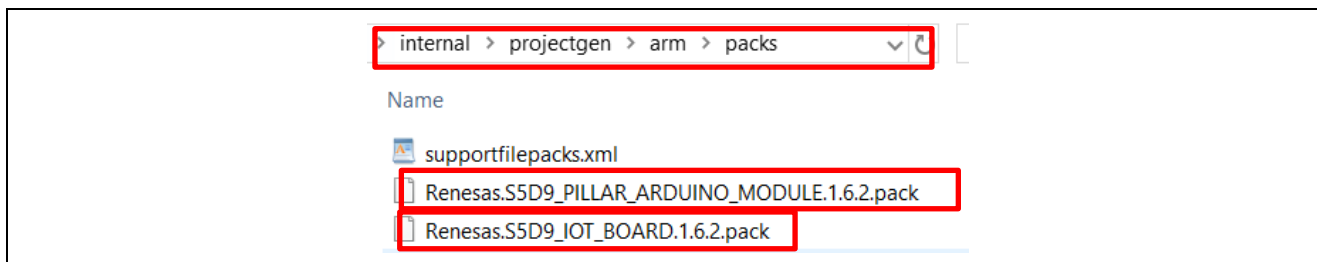 > internal > projectgen > arm > packs
Name
supportfilepacks.xml
Renesas.S5D9_PILLAR_ARDUINO_MODULE.1.6.2.pack
Renesas.S5D9_IOT_BOARD.1.6.2.pack